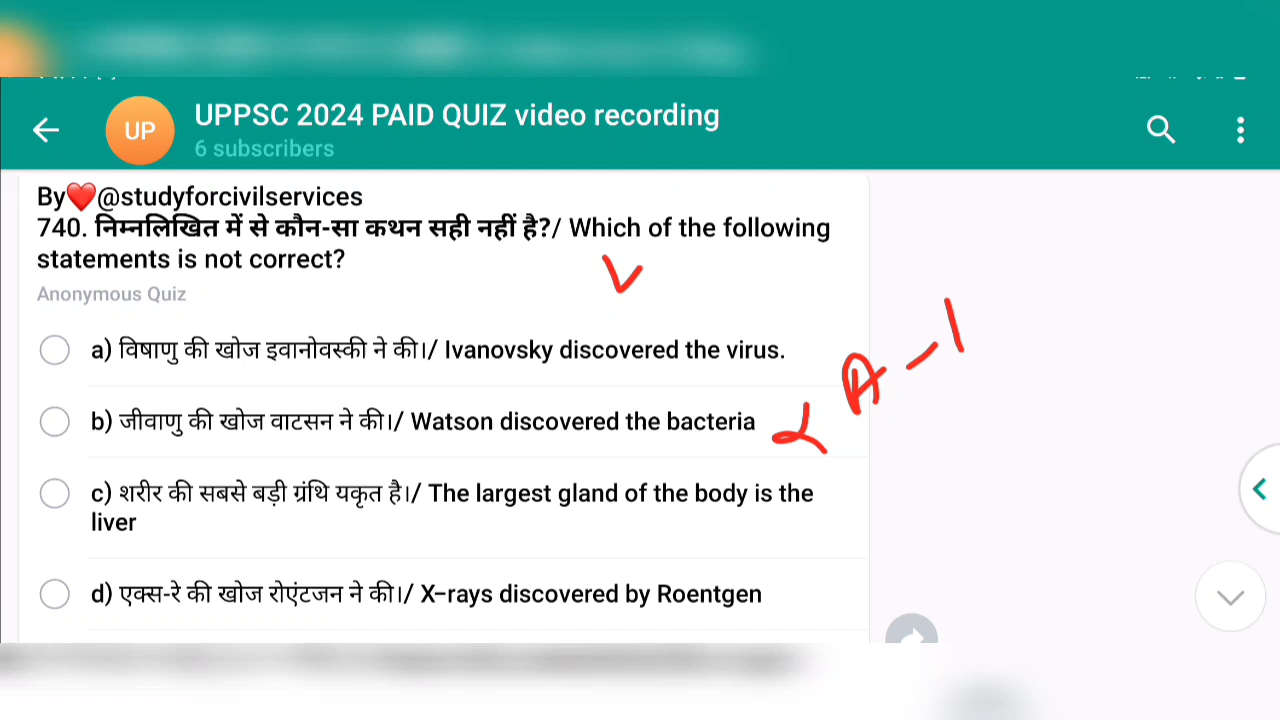 UP
UPPSC 2024 PAID QUIZ video recording
6 subscribers
By❤️@studyforcivilservices
740. निम्नलिखित में से कौन-सा कथन सही नहीं है?/ Which of the following
statements is not correct?
Anonymous Quiz
a) विषाणु की खोज इवानोवस्की ने की।/ Ivanovsky discovered the virus.
b) जीवाणु की खोज वाटसन ने की।/ Watson discovered the bacteria
c) शरीर की सबसे बड़ी ग्रंथि यकृत है।/ The largest gland of the body is the
liver
d) एक्स-रे की खोज रोएंटजन ने की।/ X-rays discovered by Roentgen
A-1